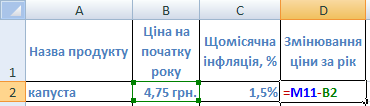 A B C D
Назва продукту Ціна на початку року Щомісячна інфляція, % Змінювання ціни за рік
1
2 капуста 4,75 грн. 1,5% =M11-B2